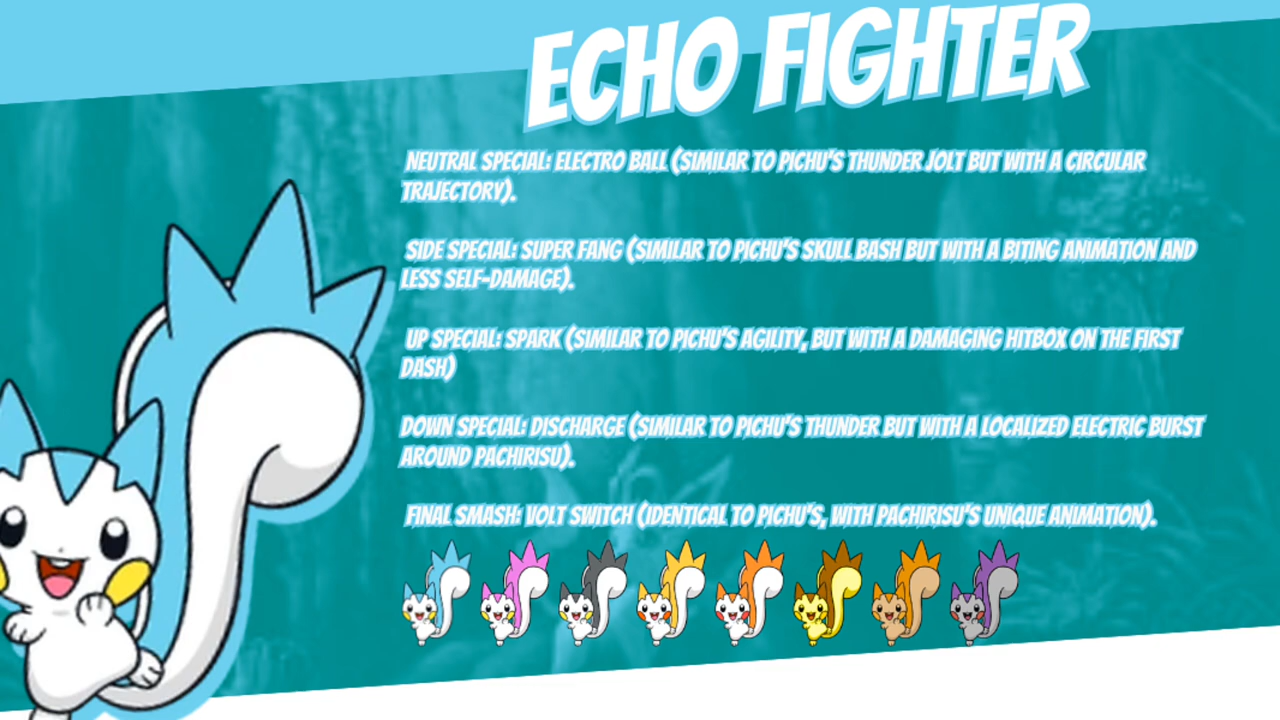 ECHO FIGHTER
NEUTRAL SPECIAL: ELECTRO BALL (SIMILAR TO PICHU'S THUNDER JOLT BUT WITH A CIRCULAR
TRAJECTORY).
SIDE SPECIAL: SUPER FANG (SIMILAR TO PICHU'S SKULL BASH BUT WITH A BITING ANIMATION AND
LESS SELF-DAMAGE).
UP SPECIAL: SPARK (SIMILAR TO PICHU'S AGILITY, BUT WITH A DAMAGING HITBOX ON THE FIRST
DASH)
DOWN SPECIAL: DISCHARGE (SIMILAR TO PICHU'S THUNDER BUT WITH A LOCALIZED ELECTRIC BURST
AROUND PACHIRISU).
FINAL SMASH: VOLT SWITCH (IDENTICAL TO PICHU'S, WITH PACHIRISU'S UNIQUE ANIMATION).